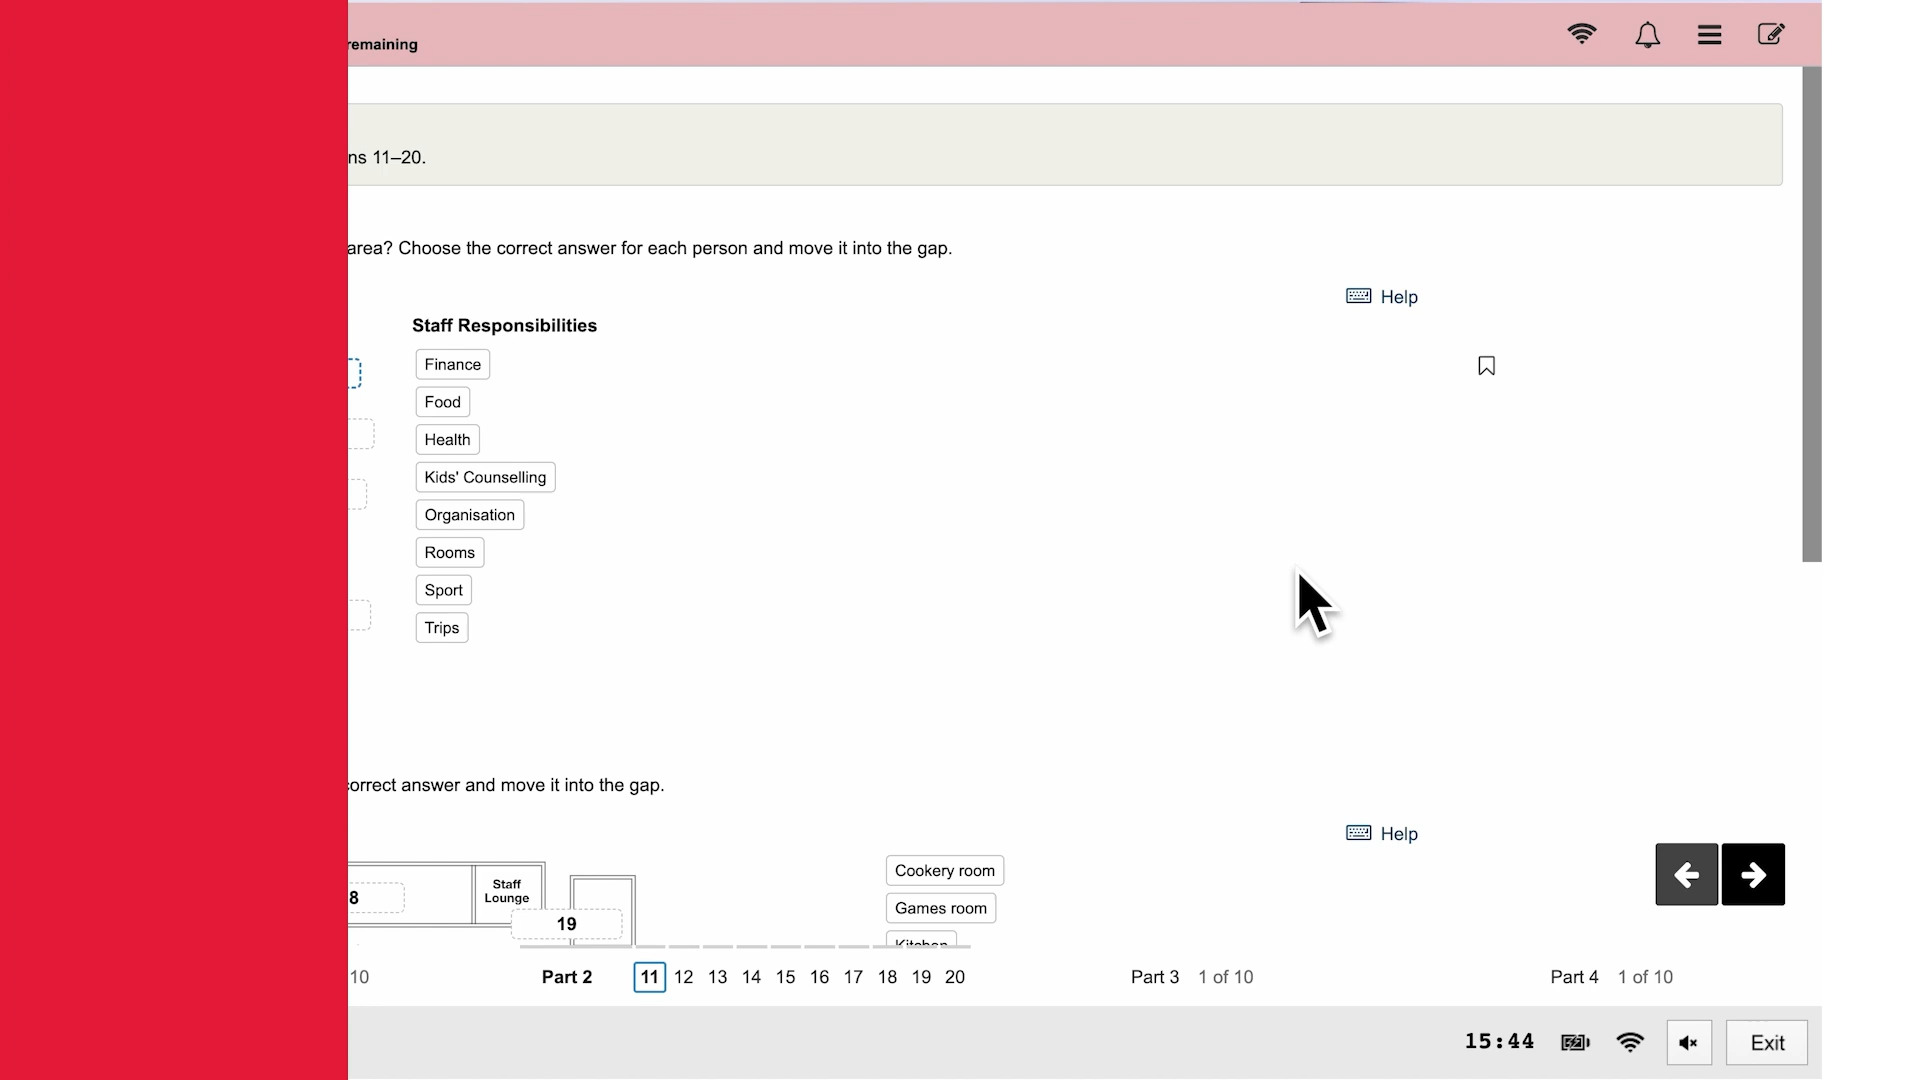 remaining
ns 11–20.
area? Choose the correct answer for each person and move it into the gap.
Help
Staff Responsibilities
Finance
Food
Health
Kids' Counselling
Organisation
Rooms
Sport
Trips
correct answer and move it into the gap.
Help
8
Staff
Lounge
19
Cookery room
Games room
Kitchen
10
Part 2 11 12 13 14 15 16 17 18 19 20
Part 3 1 of 10
Part 4 1 of 10
15:44
Exit